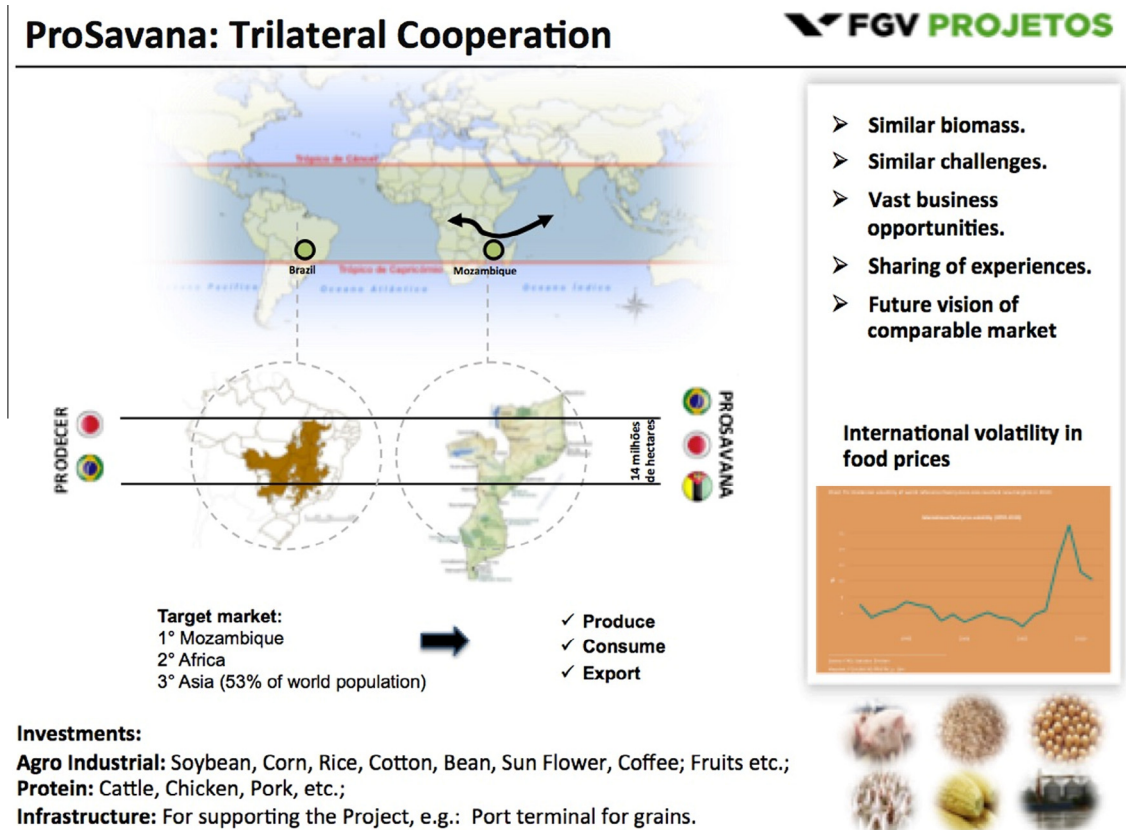 ProSavana: Trilateral Cooperation
FGV PROJETOS
Trópico de Câncer
Brazil
Trópico de Capricórnio
Mozambique
Oceano Atlântico
Oceano Índico
Similar biomass.
Similar challenges.
Vast business
opportunities.
Sharing of experiences.
Future vision of
comparable market
PRODECER
14 milhões
de hectares
PROSAVANA
International volatility in
food prices
Target market:
1° Mozambique
2° Africa
3° Asia (53% of world population)
✓ Produce
✓ Consume
✓ Export
Investments:
Agro Industrial: Soybean, Corn, Rice, Cotton, Bean, Sun Flower, Coffee; Fruits etc.;
Protein: Cattle, Chicken, Pork, etc.;
Infrastructure: For supporting the Project, e.g.: Port terminal for grains.